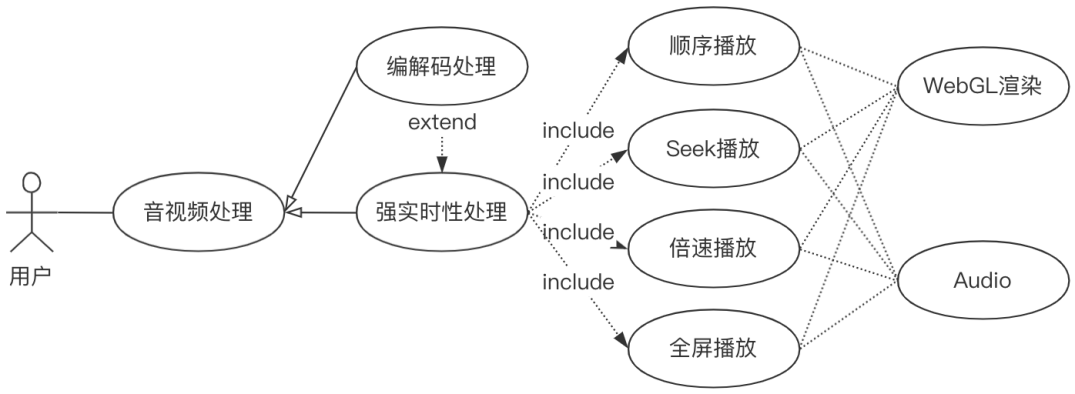 用户
音视频处理
编解码处理
extend
强实时性处理
include
include
include
include
顺序播放
Seek播放
倍速播放
全屏播放
WebGL渲染
Audio